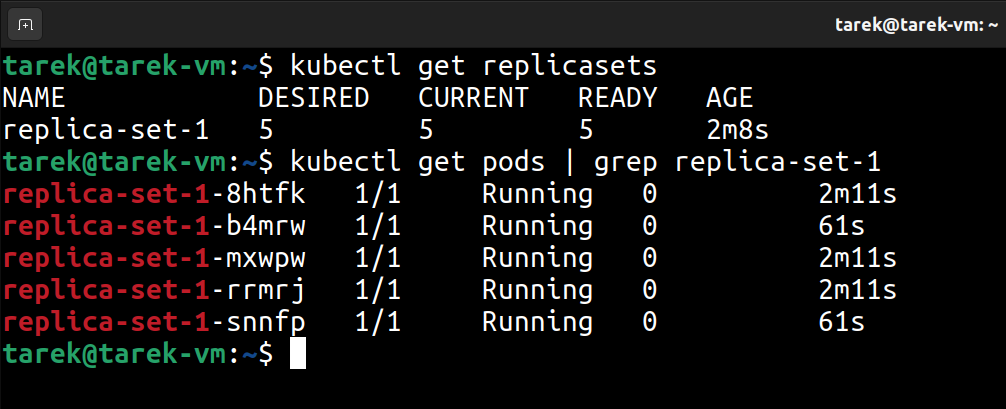 tarek@tarek-vm: ~
tarek@tarek-vm:~$ kubectl get replicasets
NAME            DESIRED   CURRENT   READY   AGE
replica-set-1   5         5         5       2m8s
tarek@tarek-vm:~$ kubectl get pods | grep replica-set-1
replica-set-1-8htfk   1/1     Running   0          2m11s
replica-set-1-b4mrw   1/1     Running   0          61s
replica-set-1-mxwpw   1/1     Running   0          2m11s
replica-set-1-rrmrj   1/1     Running   0          2m11s
replica-set-1-snnfp   1/1     Running   0          61s
tarek@tarek-vm:~$